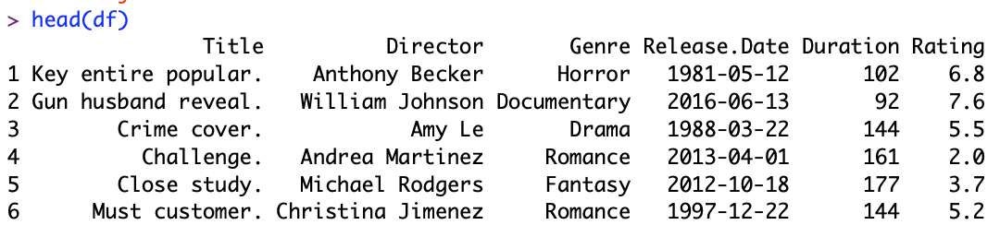 > head(df)
Title Director Genre Release.Date Duration Rating
1 Key entire popular. Anthony Becker Horror 1981-05-12 102 6.8
2 Gun husband reveal. William Johnson Documentary 2016-06-13 92 7.6
3 Crime cover. Amy Le Drama 1988-03-22 144 5.5
4 Challenge. Andrea Martinez Romance 2013-04-01 161 2.0
5 Close study. Michael Rodgers Fantasy 2012-10-18 177 3.7
6 Must customer. Christina Jimenez Romance 1997-12-22 144 5.2